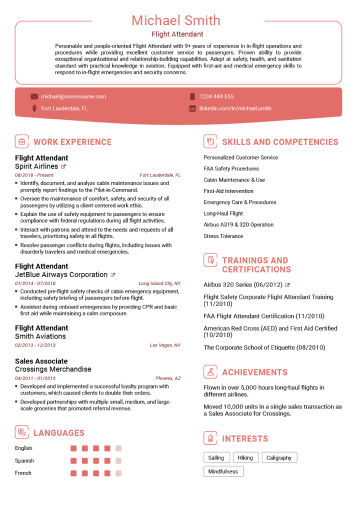 Michael Smith
Flight Attendant
Personable and people-oriented Flight Attendant with 9+ years of experience in in-flight operations and
procedures while providing excellent customer service to passengers. Proven ability to provide
exceptional organizational and relationship-building capabilities. Adept at safety, health, and sanitation
standard with practical knowledge in aviation. Equipped with first-aid and medical emergency skills to
respond to in-flight emergencies and security concerns.
michael@novoresume.com
1234 444 555
Fort Lauderdale, FL
linkedin.com/in/michael.smith
WORK EXPERIENCE
Flight Attendant
Spirit Airlines
08/2018 - Present
Fort Lauderdale, FL
Identify, document, and analyze cabin maintenance issues and
promptly report findings to the Pilot-in-Command.
Oversee the maintenance of comfort, safety, and security of all
passengers by utilizing a client-centered work ethic.
Explain the use of safety equipment to passengers to ensure
compliance with federal regulations during all flight activities.
Interact with patrons and attend to the needs and requests of all
travelers, prioritizing safety in all flights.
Resolve passenger conflicts during flights, including issues with
disorderly travelers and medical emergencies.
Flight Attendant
JetBlue Airways Corporation
01/2014 - 07/2018
Long Island City, NY
Conducted pre-flight safety checks of cabin emergency equipment,
including safety briefing of passengers before flight.
Assisted during onboard emergencies by providing CPR and basic
first aid while maintaining a calm composure.
Flight Attendant
Smith Aviations
02/2013 - 12/2013
Las Vegas, NV
Sales Associate
Crossings Merchandise
04/2011 - 01/2013
Phoenix, AZ
Developed and implemented a successful loyalty program with
customers, which caused clients to double their orders.
Developed partnerships with multiple small, medium, and large-
scale groceries that promoted referral revenue.
LANGUAGES
English
Spanish
French
SKILLS AND COMPETENCIES
Personalized Customer Service
FAA Safety Procedures
Cabin Maintenance & Use
First-Aid Intervention
Emergency Care & Procedures
Long-Haul Flight
Airbus A319 & 320 Operation
Stress Tolerance
TRAININGS AND
CERTIFICATIONS
Airbus 320 Series (06/2012)
Flight Safety Corporate Flight Attendant Training
(11/2010)
FAA Flight Attendant Certification (11/2010)
American Red Cross (AED) and First Aid Certified
(10/2010)
The Corporate School of Etiquette (08/2010)
ACHIEVEMENTS
Flown in over 5,000 hours long-haul flights in
different airlines.
Moved 10,000 units in a single sales transaction as
a Sales Associate for Crossings.
INTERESTS
Sailing
Hiking
Caligraphy
Mindfulness